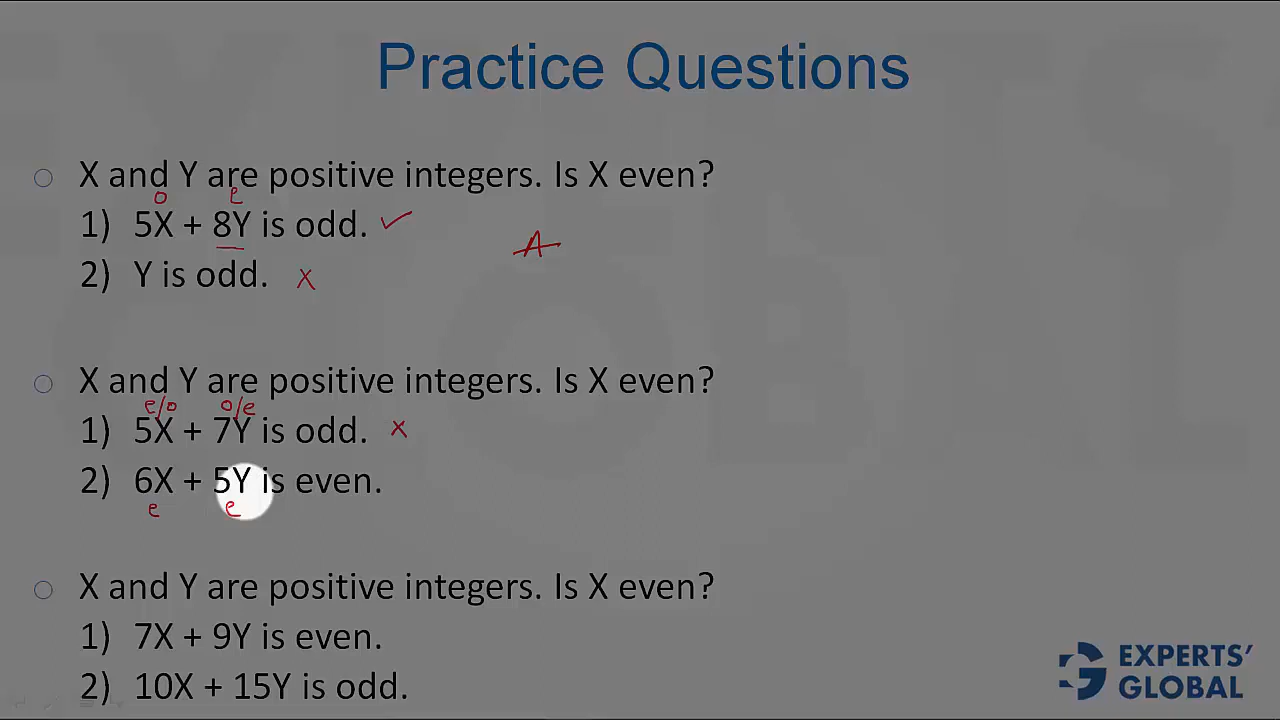 Practice Questions
X and Y are positive integers. Is X even?
o e
1) 5X + 8Y is odd. ✓
A
2) Y is odd. x
X and Y are positive integers. Is X even?
e/o o/e
1) 5X + 7Y is odd. x
2) 6X + 5Y is even.
e e
X and Y are positive integers. Is X even?
1) 7X + 9Y is even.
2) 10X + 15Y is odd.
EXPERTS'
GLOBAL